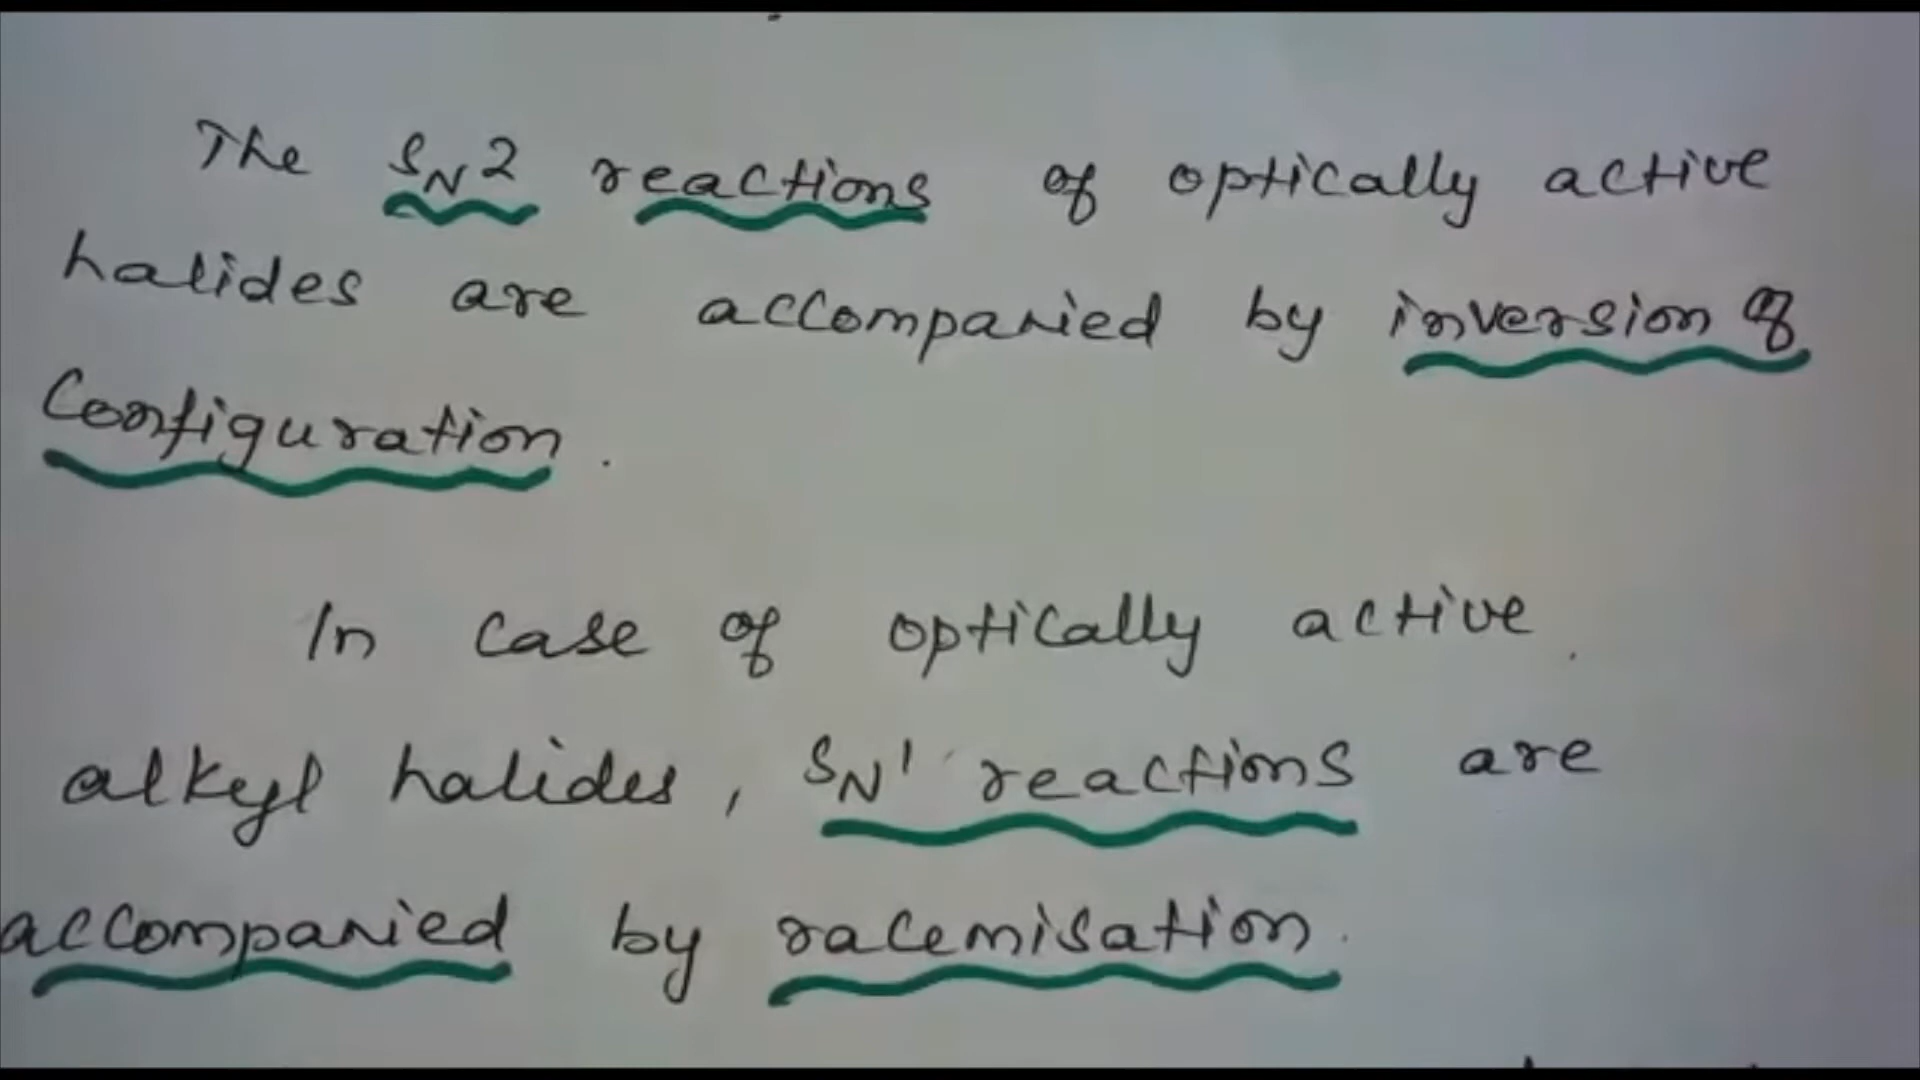 The SN2 reactions of optically active
halides are accompanied by inversion of
Configuration.
In case of optically active
alkyl halides, SN1 reactions are
accompanied by racemisation.